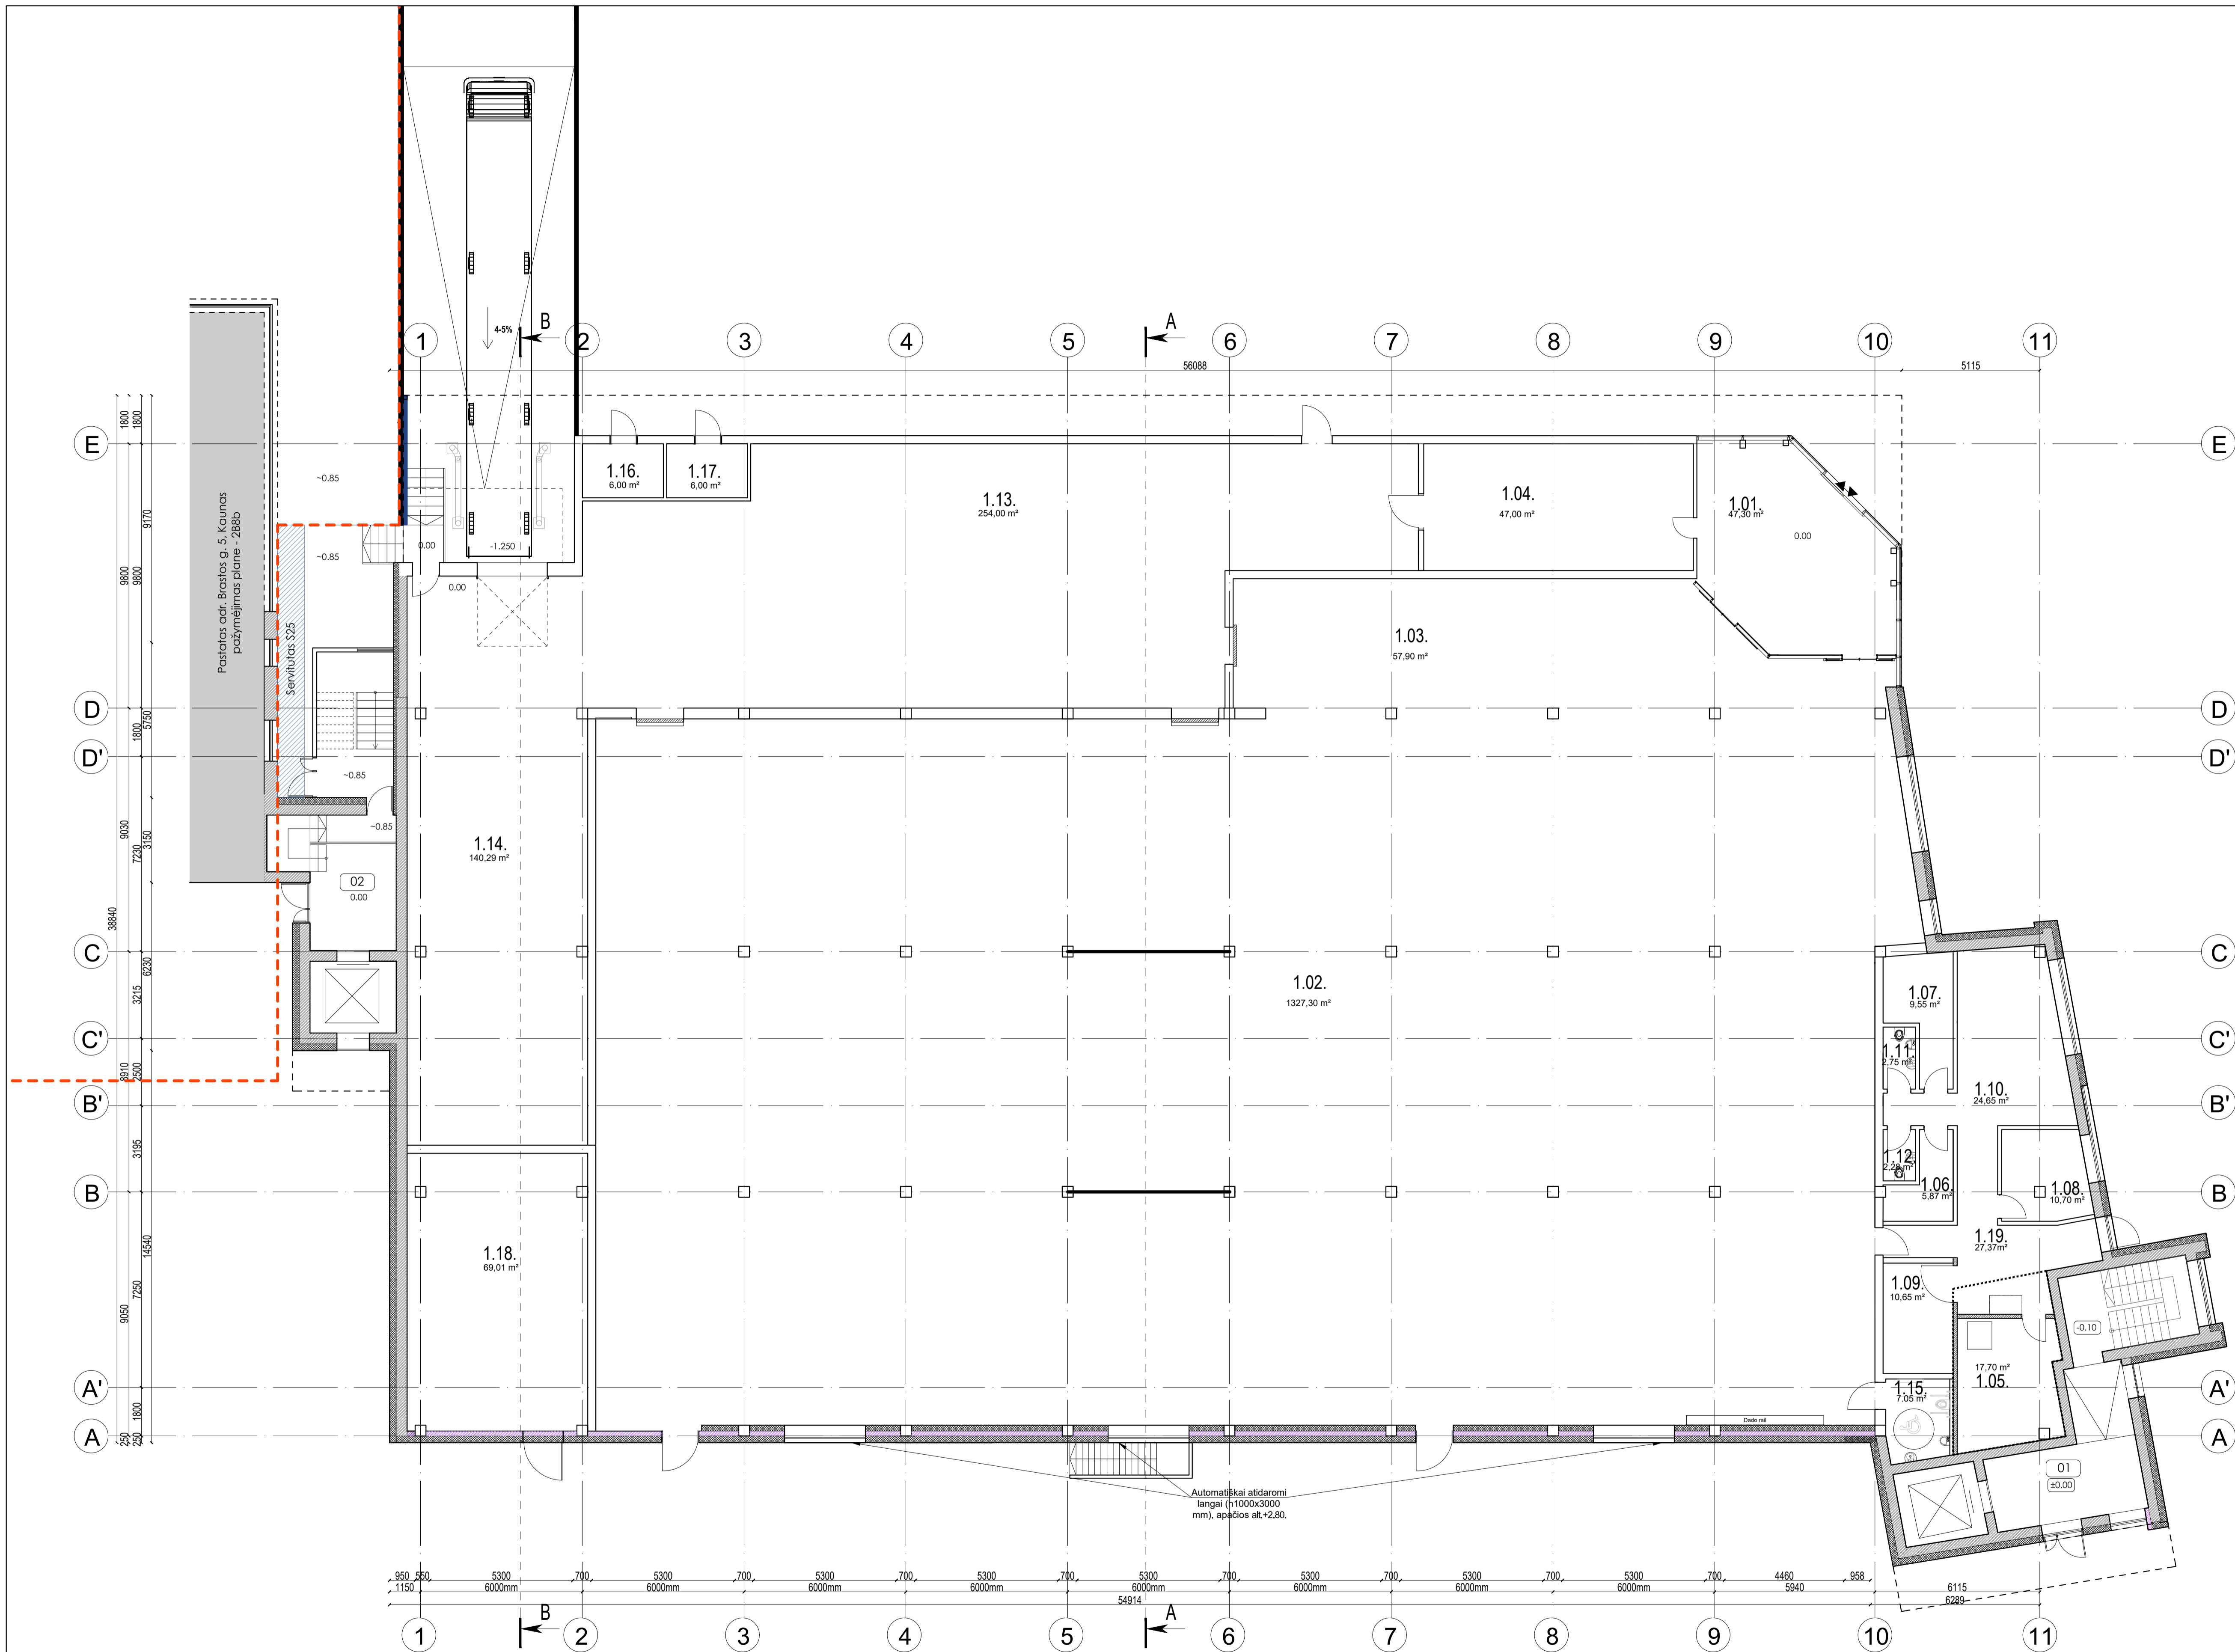 4-5%
B
A
1
2
3
4
5
6
7
8
9
10
11
56088
5115
1800
1800
E
E
~0.85
1.16.
6,00 m²
1.17.
6,00 m²
1.13.
254,00 m²
1.04.
47,00 m²
1.01.
47,30 m²
0.00
Pastatas adr. Brastos g. 5, Kaunas
pažymėjimas plane - 2B8b
9170
9800
9800
~0.85
0.00
-1.250
0.00
Servitutas S25
1.03.
57,90 m²
D
D
1800
5750
D'
D'
~0.85
~0.85
9030
7230
3150
1.14.
140,29 m²
02
0.00
38840
C
C
6230
3215
1.02.
1327,30 m²
1.07.
9,55 m²
C'
C'
1.11.
2,75 m²
8910
2500
B'
B'
1.10.
24,65 m²
3195
1.12.
2,28 m²
1.06.
5,87 m²
1.08.
10,70 m²
B
B
14540
1.18.
69,01 m²
1.19.
27,37m²
7250
9050
1.09.
10,65 m²
-0.10
17,70 m²
1.05.
A'
A'
1.15.
7.05 m²
1800
Dado rail
A
A
250
250
01
±0.00
Automatiškai atidaromi
langai (h1000x3000
mm), apačios alt.+2,80.
950
550
5300
700
5300
700
5300
700
5300
700
5300
700
5300
700
5300
700
5300
700
4460
958
1150
6000mm
6000mm
6000mm
6000mm
6000mm
6000mm
6000mm
6000mm
5940
6115
54914
6289
B
A
1
2
3
4
5
6
7
8
9
10
11